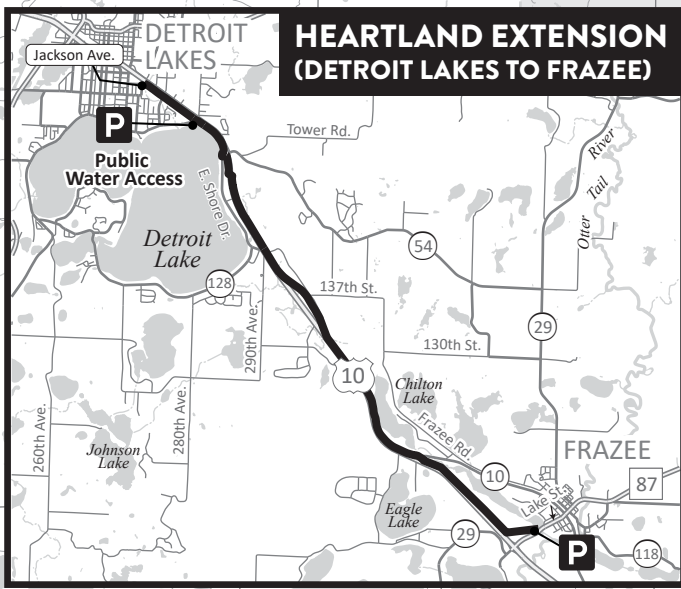 HEARTLAND EXTENSION
(DETROIT LAKES TO FRAZEE)
DETROIT
LAKES
Jackson Ave.
P
Public
Water Access
Tower Rd.
River
Tail
Otter
E. Shore Dr.
Detroit
Lake
54
128
137th St.
29
290th Ave.
130th St.
10
Chilton
Lake
280th Ave.
260th Ave.
Johnson
Lake
Frazee Rd.
FRAZEE
10
87
Lake St.
Eagle
Lake
29
P
118